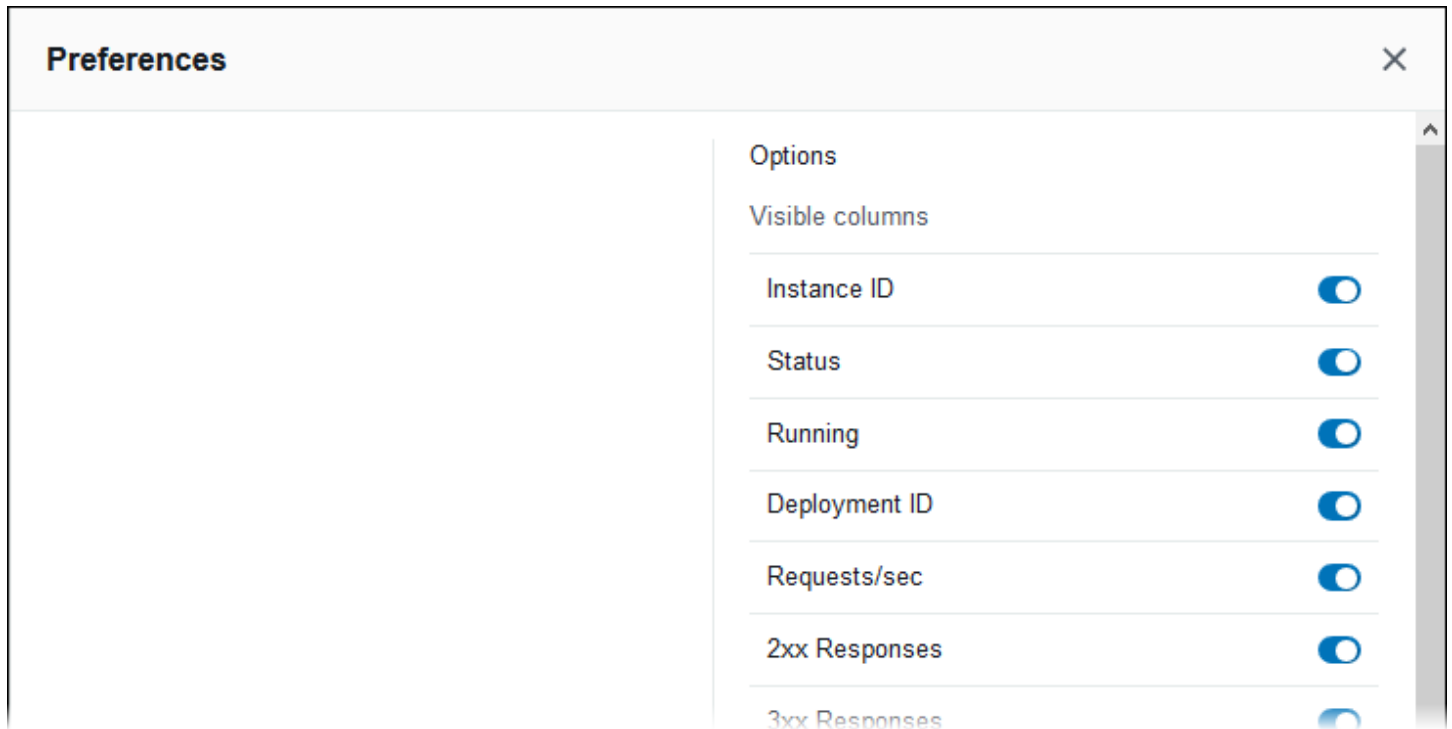 Preferences
Options
Visible columns
Instance ID
Status
Running
Deployment ID
Requests/sec
2xx Responses
3xx Responses